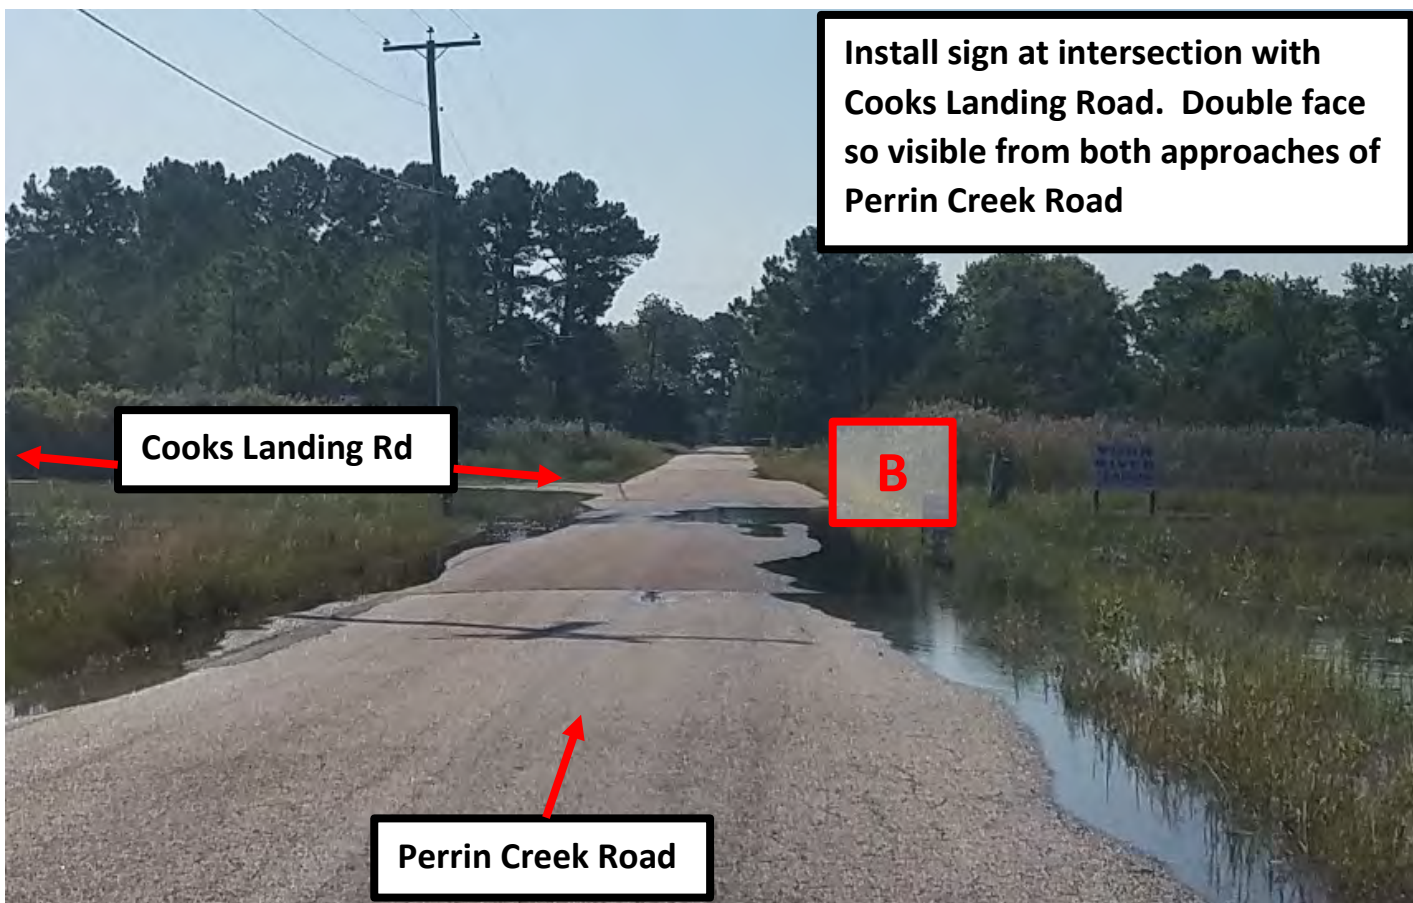 Install sign at intersection with
Cooks Landing Road.  Double face
so visible from both approaches of
Perrin Creek Road
Cooks Landing Rd
B
RIVER
Perrin Creek Road